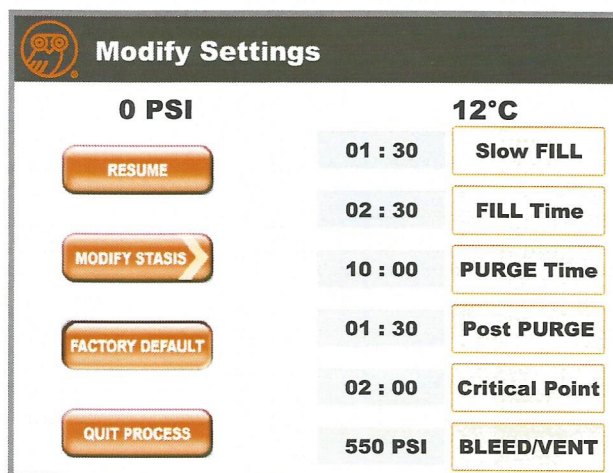 Modify Settings
0 PSI
12°C
RESUME
01 : 30
Slow FILL
02 : 30
FILL Time
MODIFY STASIS
10 : 00
PURGE Time
01 : 30
Post PURGE
FACTORY DEFAULT
02 : 00
Critical Point
QUIT PROCESS
550 PSI
BLEED/VENT